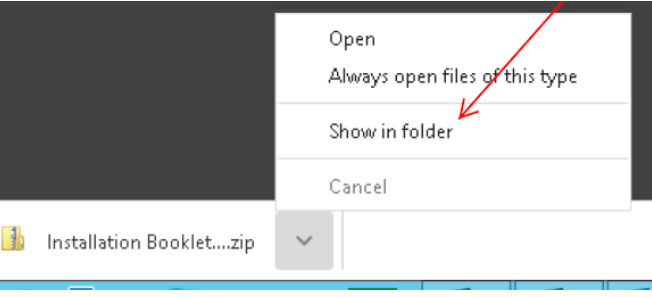 Open
Always open files of this type
Show in folder
Cancel
Installation Booklet....zip